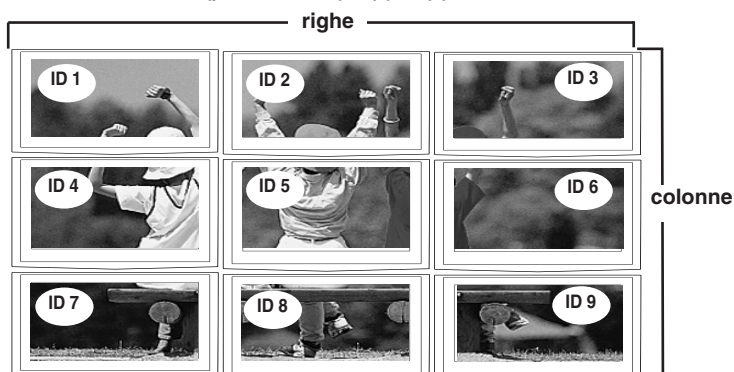 righe
ID 1
ID 2
ID 3
ID 4
ID 5
ID 6
colonne
ID 7
ID 8
ID 9